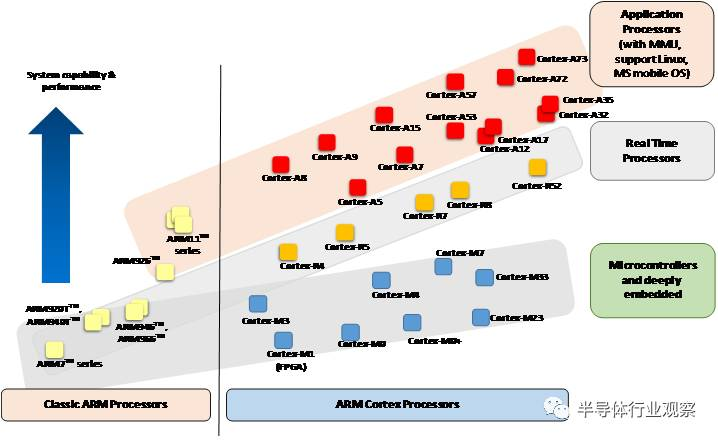 Application
Processors
(with MMU,
support Linux,
MS mobile OS)
System capability &
performance
Cortex-A73
Cortex-A72
Cortex-A57
Cortex-A35
Cortex-A32
Cortex-A53
Cortex-A15
Cortex-A17
Cortex-A12
Cortex-A9
Cortex-A7
Cortex-A8
Cortex-A5
Real Time
Processors
Cortex-R52
Cortex-R8
Cortex-R7
Cortex-R5
Cortex-R4
ARM11™
series
ARM926™
Cortex-M7
Cortex-M33
Cortex-M4
Microcontrollers
and deeply
embedded
ARM920T™,
ARM940T™
ARM946™,
ARM966™
Cortex-M3
Cortex-M23
Cortex-M0+
Cortex-M0
Cortex-M1
(FPGA)
ARM7™ series
Classic ARM Processors
ARM Cortex Processors
半导体行业观察